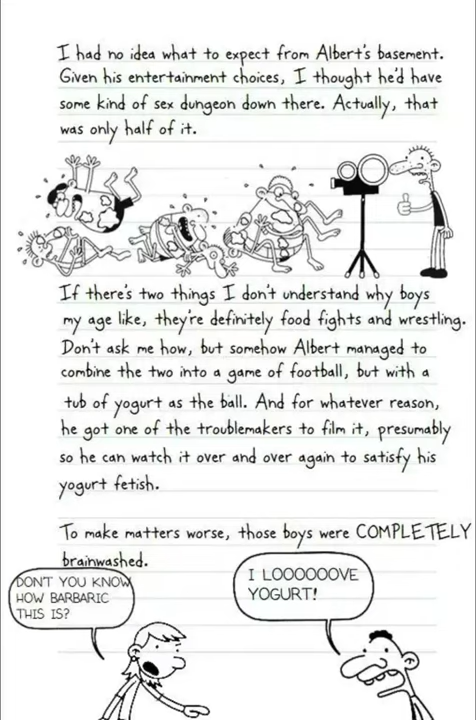 I had no idea what to expect from Albert's basement.
Given his entertainment choices, I thought he'd have
some kind of sex dungeon down there. Actually, that
was only half of it.
If there's two things I don't understand why boys
my age like, they're definitely food fights and wrestling.
Don't ask me how, but somehow Albert managed to
combine the two into a game of football, but with a
tub of yogurt as the ball. And for whatever reason,
he got one of the troublemakers to film it, presumably
so he can watch it over and over again to satisfy his
yogurt fetish.
To make matters worse, those boys were COMPLETELY
brainwashed.
DON'T YOU KNOW
HOW BARBARIC
THIS IS?
I LOOOOOOVE
YOGURT!